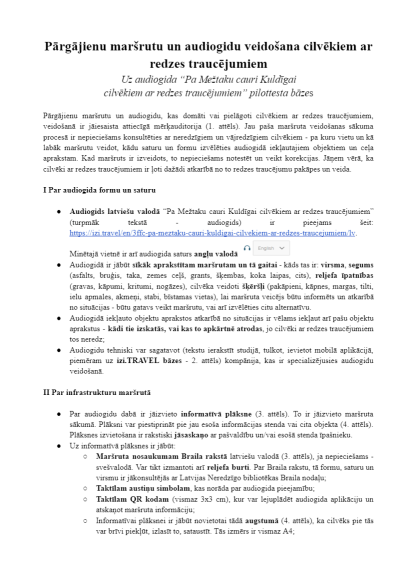 Pārgājienu maršrutu un audiogidu veidošana cilvēkiem ar
redzes traucējumiem
Uz audiogida “Pa Mežtaku cauri Kuldīgai
cilvēkiem ar redzes traucējumiem” pilottesta bāzes
Pārgājienu maršrutu un audiogidu, kas domāti vai pielāgoti cilvēkiem ar redzes traucējumiem,
veidošanā ir jāiesaista attiecīgā mērķauditorija (1. attēls). Jau paša maršruta veidošanas sākuma
procesā ir nepieciešams konsultēties ar neredzīgiem un vājredzīgiem cilvēkiem - pa kuru vietu un kā
labāk maršrutu veidot, kādu saturu un formu izvēlēties audiogidā iekļautajiem objektiem un ceļa
aprakstam. Kad maršruts ir izveidots, to nepieciešams notestēt un veikt korekcijas. Jāņem vērā, ka
cilvēki ar redzes traucējumiem ir ļoti dažādi atkarībā no to redzes traucējumu pakāpes un veida.
I Par audiogida formu un saturu
● Audiogids latviešu valodā “Pa Mežtaku cauri Kuldīgai cilvēkiem ar redzes traucējumiem”
(turpmāk tekstā - audiogids) ir pieejams šeit:
https://izi.travel/en/3ffc-pa-meztaku-cauri-kuldigai-cilvekiem-ar-redzes-traucejumiem/lv.
English
Minētajā vietnē ir arī audiogida saturs angļu valodā
● Audiogidā ir jābūt sīkāk aprakstītam maršrutam un tā gaitai - kāds tas ir: virsma, segums
(asfalts, bruģis, taka, zemes ceļš, grants, šķembas, koka laipas, cits), reljefa īpatnības
(gravas, kāpumi, kritumi, nogāzes), cilvēka veidoti šķēršļi (pakāpieni, kāpnes, margas, tilti,
ielu apmales, akmeņi, stabi, bīstamas vietas), lai maršruta veicējs būtu informēts un atkarībā
no situācijas - būtu gatavs veikt maršrutu, vai arī izvēlēties citu alternatīvu.
● Audiogidā iekļauto objektu aprakstos atkarībā no situācijas ir vēlams iekļaut arī pašu objektu
aprakstus - kādi tie izskatās, vai kas to apkārtnē atrodas, jo cilvēki ar redzes traucējumiem
tos neredz;
● Audiogidu tehniski var sagatavot (tekstu ierakstīt studijā, tulkot, ievietot mobilā aplikācijā,
piemēram uz izi.TRAVEL bāzes - 2. attēls) kompānija, kas ir specializējusies audiogidu
veidošanā.
II Par infrastruktūru maršrutā
● Par audiogidu dabā ir jāizvieto informatīvā plāksne (3. attēls). To ir jāizvieto maršruta
sākumā. Plāksni var piestiprināt pie jau esoša informācijas stenda vai cita objekta (4. attēls).
Plāksnes izvietošana ir rakstiski jāsaskaņo ar pašvaldību un/vai esošā stenda īpašnieku.
● Uz informatīvā plāksnes ir jābūt:
○ Maršruta nosaukumam Braila rakstā latviešu valodā (3. attēls), ja nepieciešams -
svešvalodā. Var tikt izmantoti arī reljefa burti. Par Braila rakstu, tā formu, saturu un
virsmu ir jākonsultējas ar Latvijas Neredzīgo bibliotēkas Braila nodaļu;
○ Taktilam austiņu simbolam, kas norāda par audiogida pieejamību;
○ Taktilam QR kodam (vismaz 3x3 cm), kur var lejuplādēt audiogida aplikāciju un
atskaņot maršruta informāciju;
○ Informatīvai plāksnei ir jābūt novietotai tādā augstumā (4. attēls), ka cilvēks pie tās
var brīvi piekļūt, izlasīt to, sataustīt. Tās izmērs ir vismaz A4;